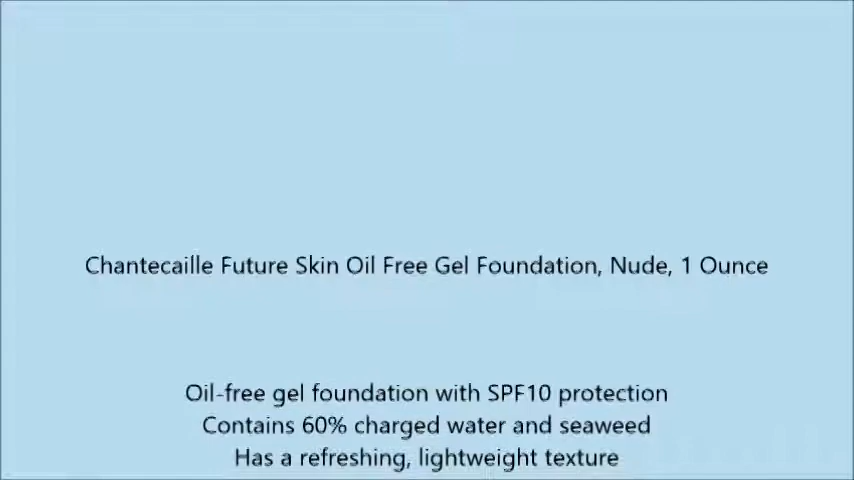 Chantecaille Future Skin Oil Free Gel Foundation, Nude, 1 Ounce
Oil-free gel foundation with SPF10 protection
Contains 60% charged water and seaweed
Has a refreshing, lightweight texture